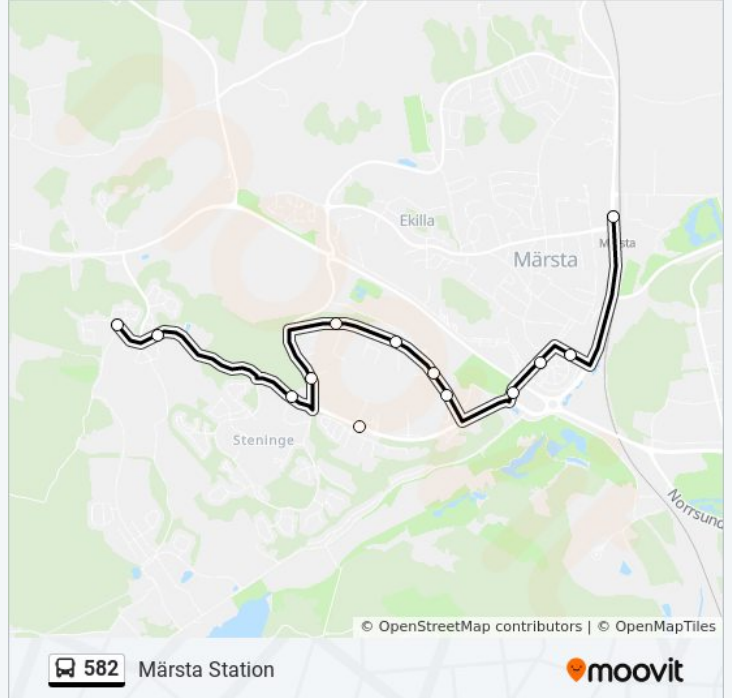 Ekilla
Märsta
Märsta
Steninge
Norrsund
© OpenStreetMap contributors | © OpenMapTiles
582 Märsta Station
moovit